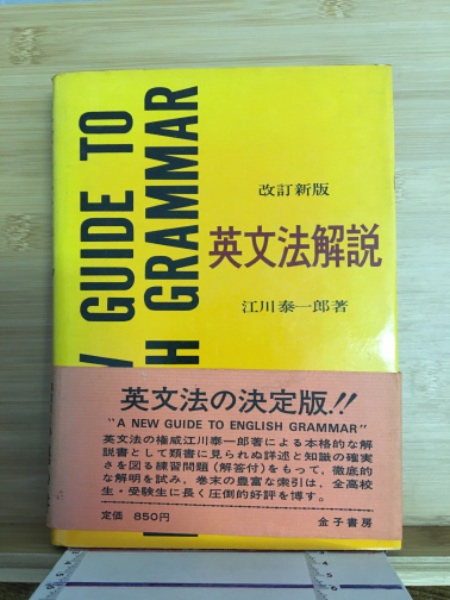 GUIDE TO
GRAMMAR
改訂新版
英文法解説
江川泰一郎著
英文法の決定版!!
"A NEW GUIDE TO ENGLISH GRAMMAR"
英文法の権威江川泰一郎著による本格的な解
説書として類書に見られぬ詳述と知識の確実
さを図る練習問題(解答付)をもって、徹底的
な解明を試み、巻末の豊富な索引は、全高校
生・受験生に長く圧倒的好評を博す。
定価 850円
金子書房